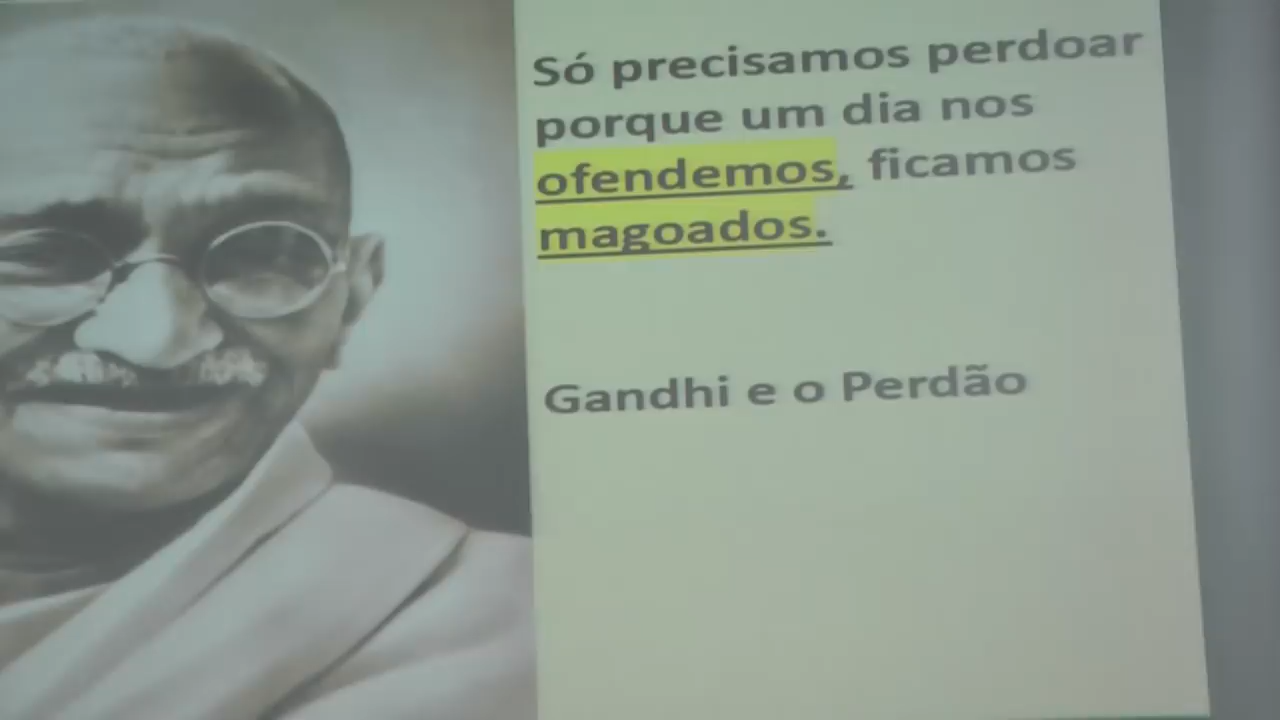 Só precisamos perdoar
porque um dia nos
ofendemos, ficamos
magoados.
Gandhi e o Perdão